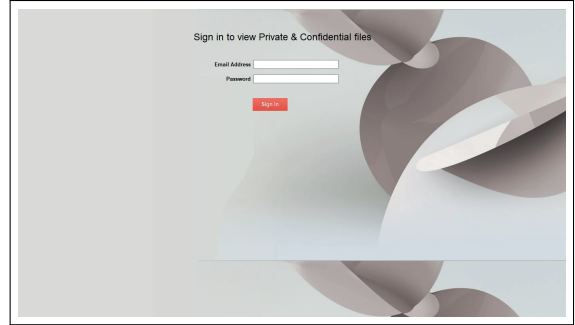 Sign in to view Private & Confidential files
Email Address
Password
Sign In